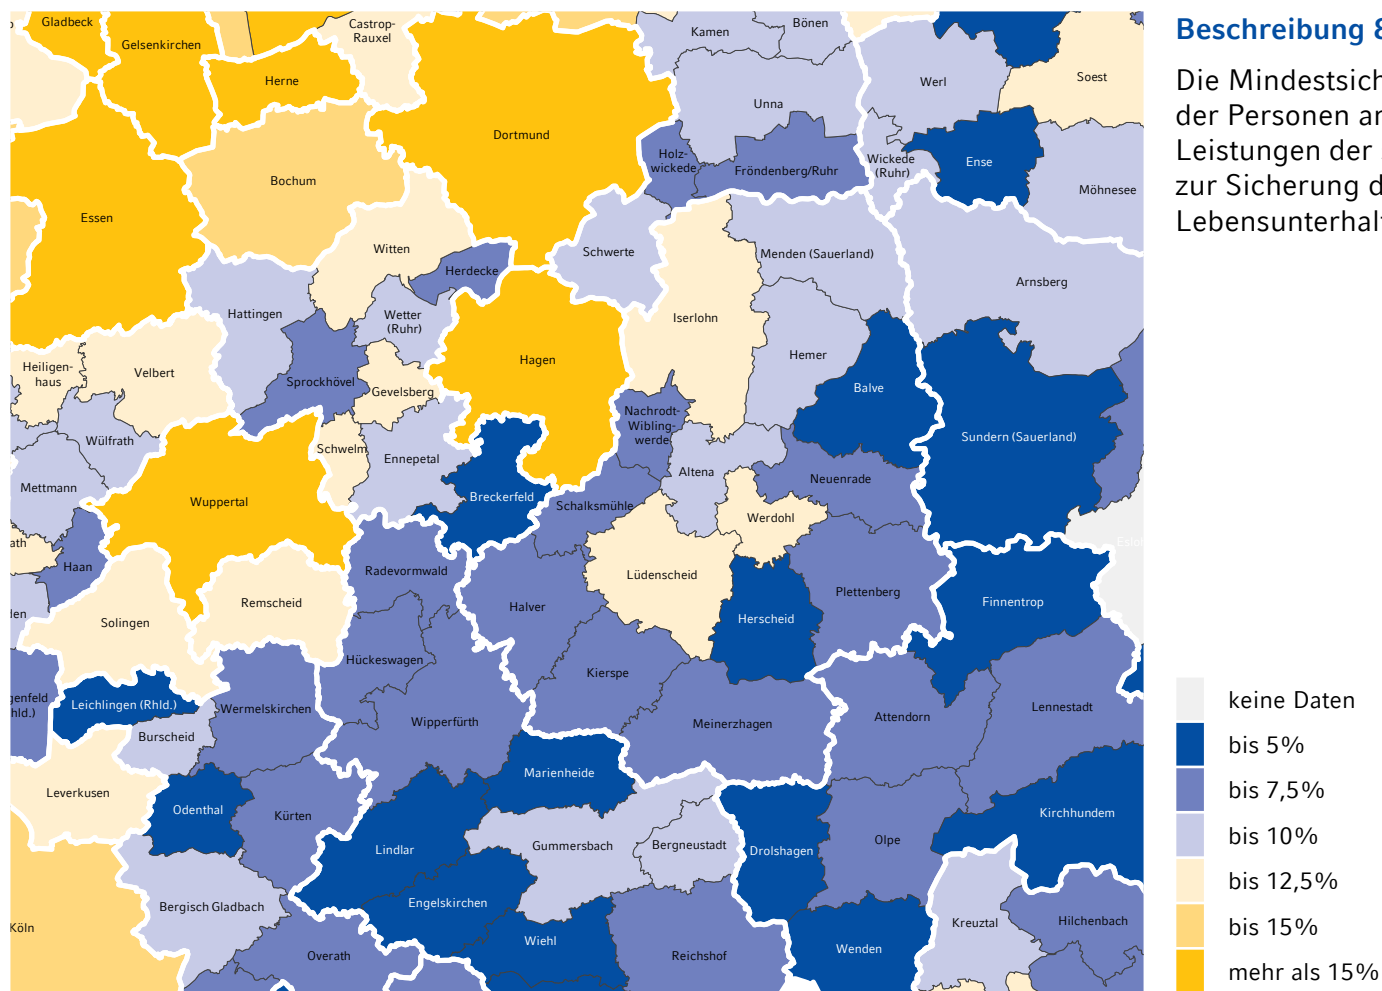 Gladbeck
Gelsenkirchen
Castrop-
Rauxel
Herne
Dortmund
Kamen
Bönen
Unna
Werl
Soest
Holz-
wickede
Fröndenberg/Ruhr
Wickede
(Ruhr)
Ense
Möhnesee
Bochum
Essen
Witten
Herdecke
Schwerte
Menden (Sauerland)
Arnsberg
Hattingen
Wetter
(Ruhr)
Iserlohn
Hemer
Hagen
Balve
Heiligen-
haus
Velbert
Sprockhövel
Gevelsberg
Nachrodt-
Wibling-
werde
Sundern (Sauerland)
Wülfrath
Schwelm
Ennepetal
Altena
Neuenrade
Mettmann
Wuppertal
Breckerfeld
Schalksmühle
Werdohl
ath
Haan
Radevormwald
Lüdenscheid
Plettenberg
Finnentrop
den
Solingen
Remscheid
Halver
Herscheid
Hückeswagen
Kierspe
genfeld
hld.)
Leichlingen (Rhld.)
Wermelskirchen
Wipperfürth
Meinerzhagen
Attendorn
Lennestadt
Burscheid
Marienheide
Leverkusen
Odenthal
Kürten
Kirchhundem
Lindlar
Gummersbach
Bergneustadt
Drolshagen
Olpe
Bergisch Gladbach
Engelskirchen
Köln
Wiehl
Overath
Reichshof
Wenden
Kreuztal
Hilchenbach
Beschreibung &
Die Mindestsich
der Personen an
Leistungen der
zur Sicherung d
Lebensunterhalt
keine Daten
bis 5%
bis 7,5%
bis 10%
bis 12,5%
bis 15%
mehr als 15%